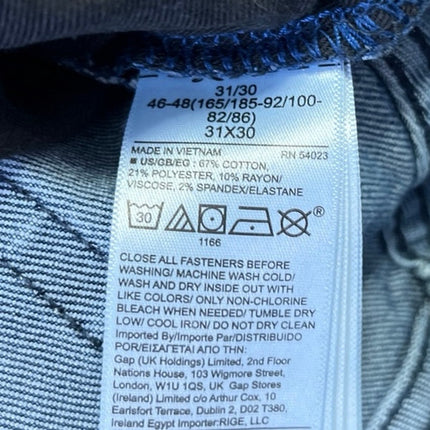 31/30
46-48(165/185-92/100-
82/86)
31X30
MADE IN VIETNAM RN 54023
■ US/GB/EG : 67% COTTON,
21% POLYESTER, 10% RAYON/
VISCOSE, 2% SPANDEX/ELASTANE
30 ®
1166
CLOSE ALL FASTENERS BEFORE
WASHING/ MACHINE WASH COLD/
WASH AND DRY INSIDE OUT WITH
LIKE COLORS/ ONLY NON-CHLORINE
BLEACH WHEN NEEDED/ TUMBLE DRY
LOW/ COOL IRON/ DO NOT DRY CLEAN
Imported By/Importe Par/DISTRIBUIDO
POR/ΕΙΣΑΓΕΤΑΙ ΑΠΟ ΤΗΝ:
Gap (UK Holdings) Limited, 2nd Floor
Nations House, 103 Wigmore Street,
London, W1U 1QS, UK Gap Stores
(Ireland) Limited c/o Arthur Cox, 10
Earlsfort Terrace, Dublin 2, D02 T380,
Ireland Egypt Importer:RIGE, LLC